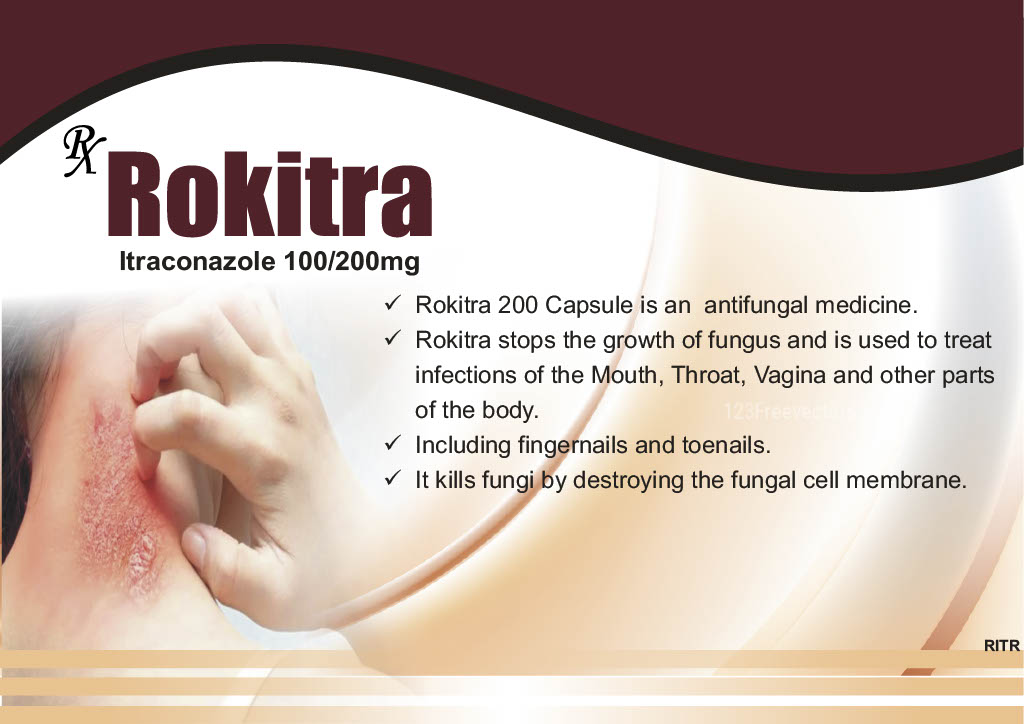 Rx
Rokitra
Itraconazole 100/200mg
✓ Rokitra 200 Capsule is an  antifungal medicine.
✓ Rokitra stops the growth of fungus and is used to treat
infections of the Mouth, Throat, Vagina and other parts
of the body.
123Freevectors
✓ Including fingernails and toenails.
✓ It kills fungi by destroying the fungal cell membrane.
RITR